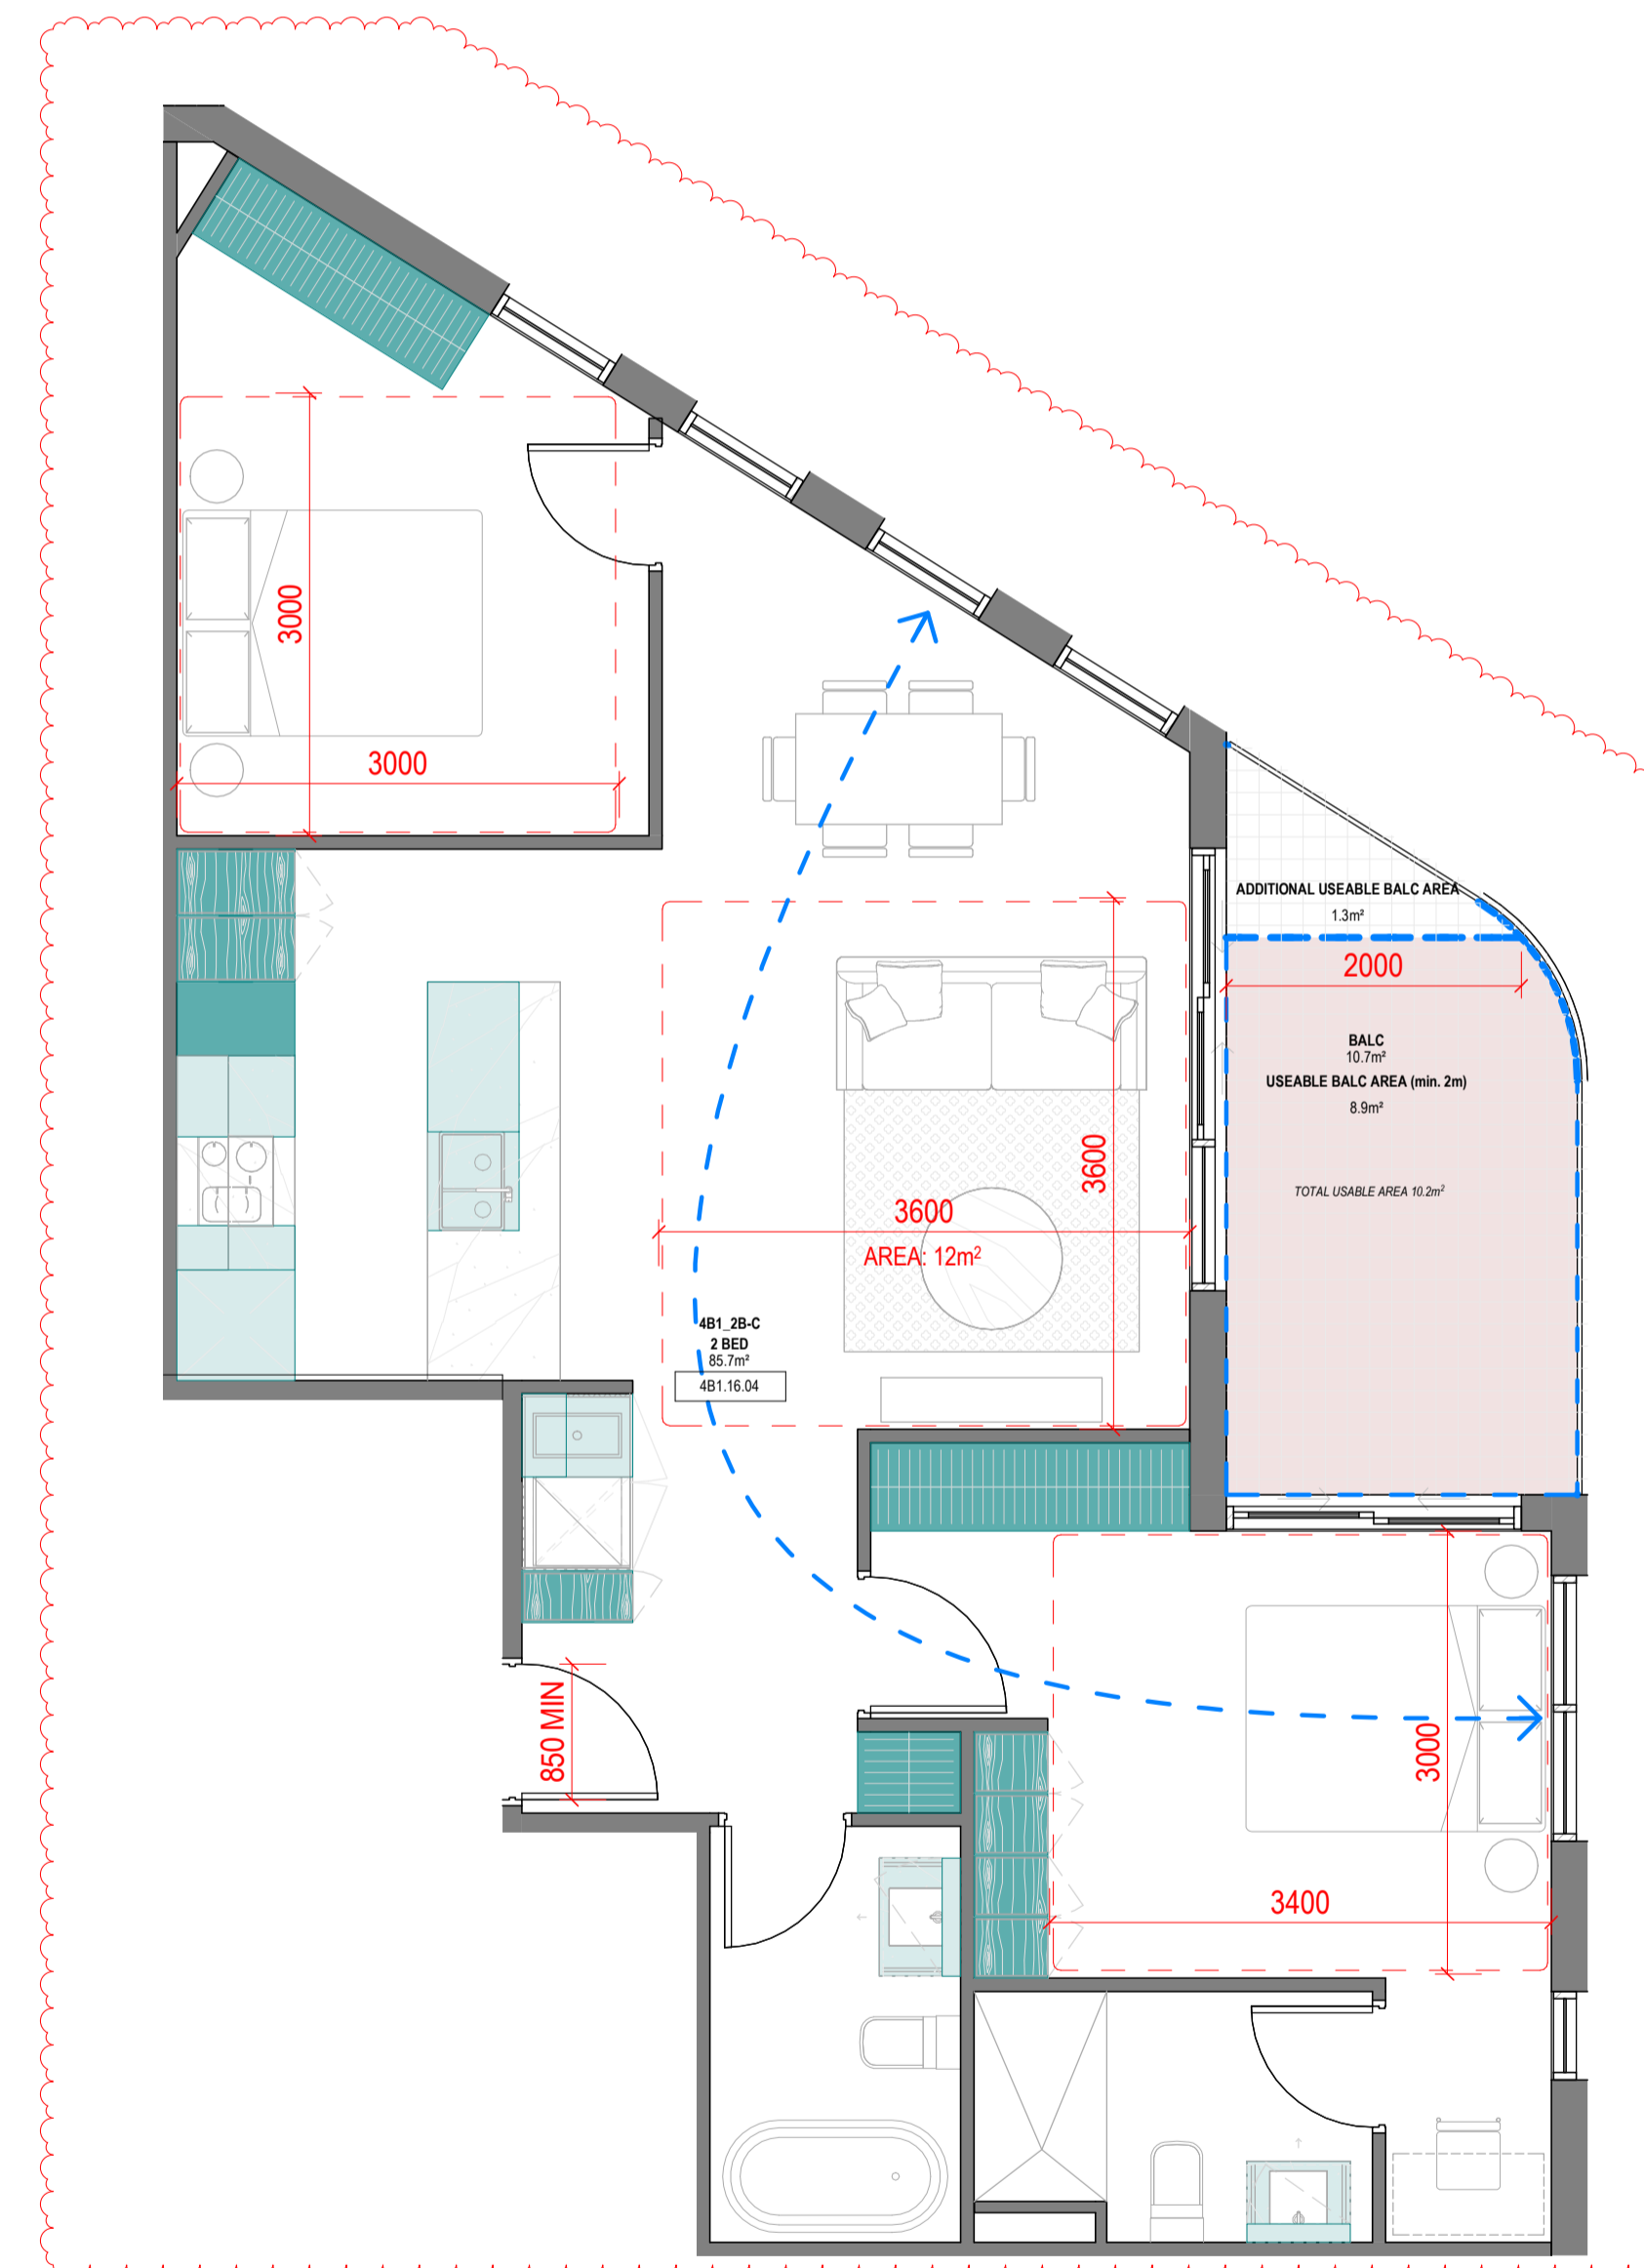 3000
3000
ADDITIONAL USEABLE BALC AREA
1.3m²
2000
BALC
10.7m²
USEABLE BALC AREA (min. 2m)
8.9m²
TOTAL USABLE AREA 10.2m²
3600
3600
AREA: 12m²
4B1_2B-C
2 BED
85.7m²
4B1.16.04
850 MIN
3000
3400